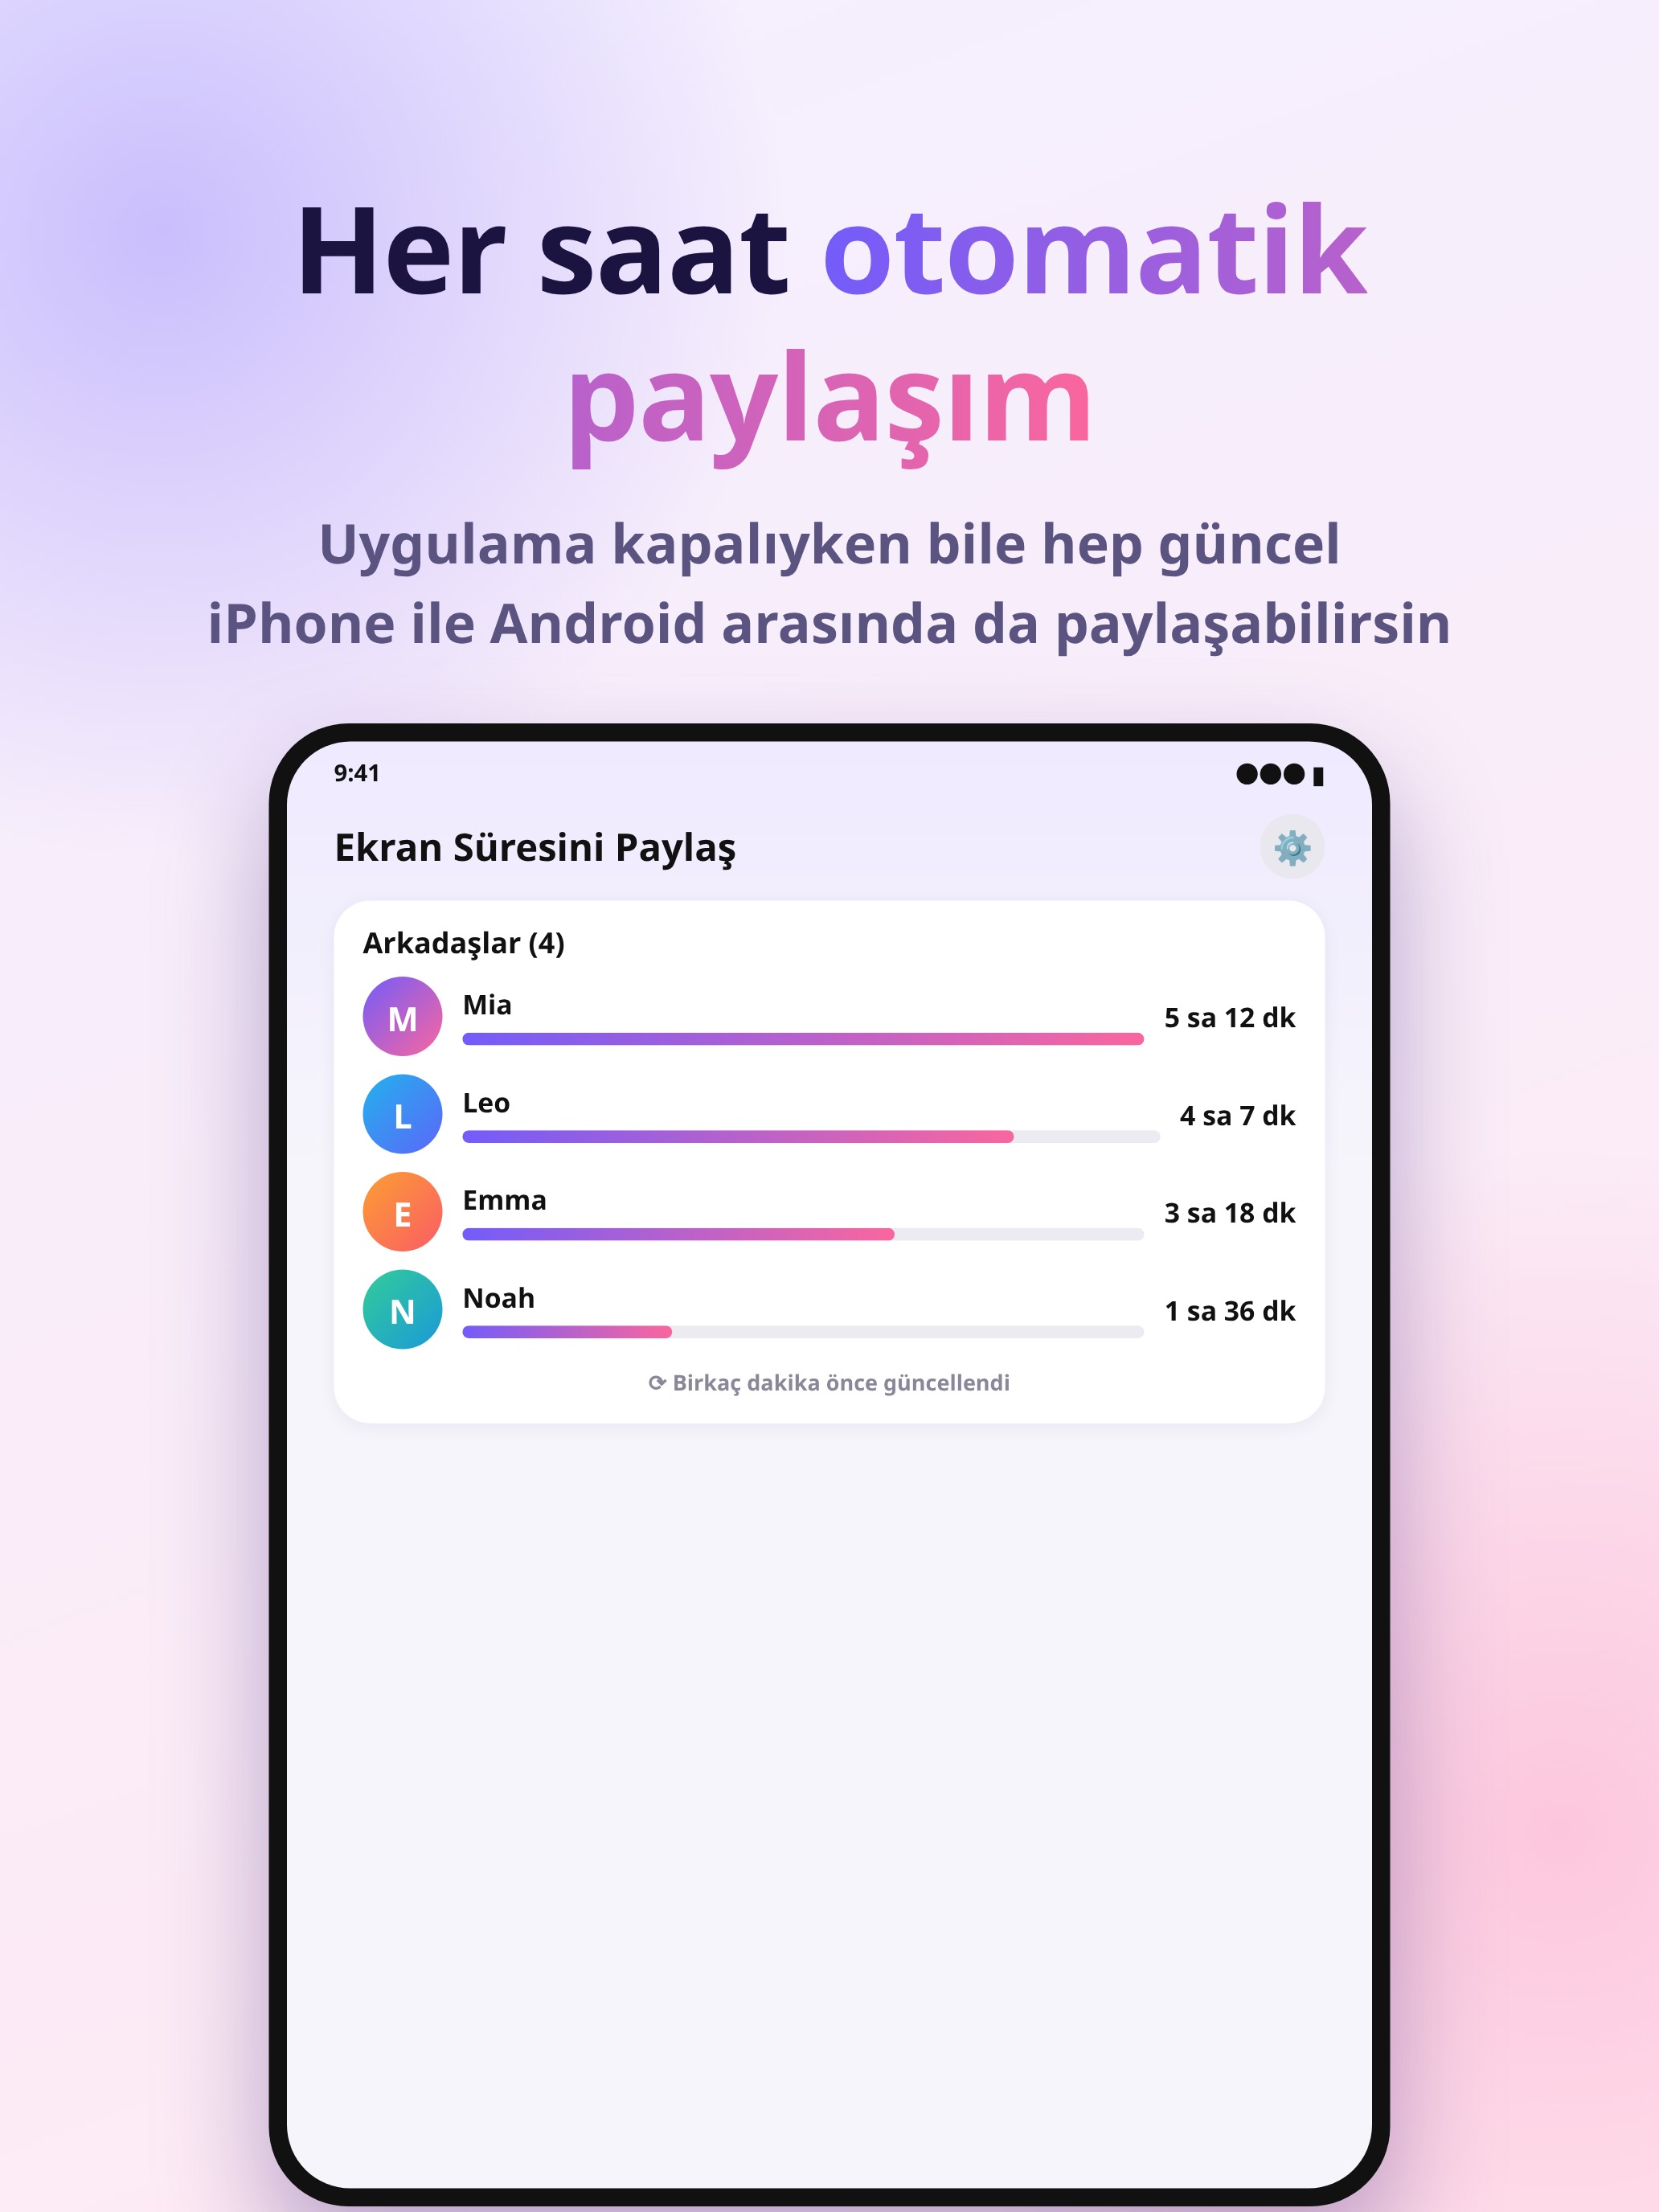 Her saat otomatik
paylaşım
Uygulama kapalıyken bile hep güncel
iPhone ile Android arasında da paylaşabilirsin
9:41
Ekran Süresini Paylaş
Arkadaşlar (4)
M
Mia
5 sa 12 dk
L
Leo
4 sa 7 dk
E
Emma
3 sa 18 dk
N
Noah
1 sa 36 dk
⟳ Birkaç dakika önce güncellendi